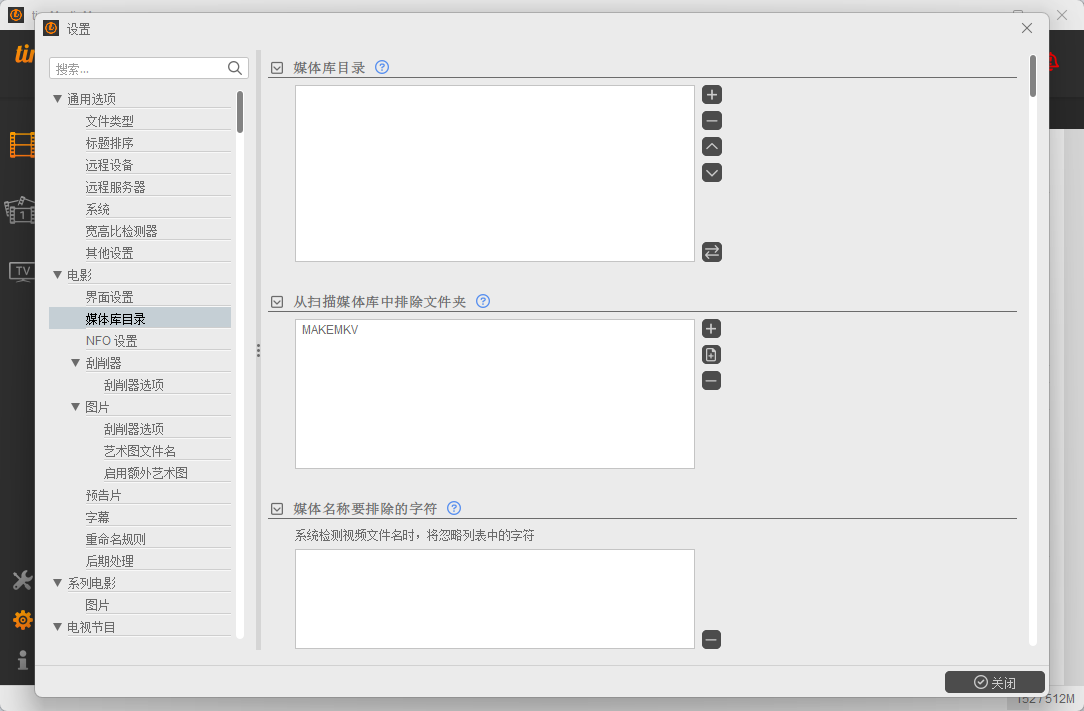 设置
搜索...
通用选项
文件类型
标题排序
远程设备
远程服务器
系统
宽高比检测器
其他设置
电影
界面设置
媒体库目录
NFO 设置
刮削器
刮削器选项
图片
刮削器选项
艺术图文件名
启用额外艺术图
预告片
字幕
重命名规则
后期处理
系列电影
图片
电视节目
媒体库目录
从扫描媒体库中排除文件夹
MAKEMKV
媒体名称要排除的字符
系统检测视频文件名时，将忽略列表中的字符
关闭
TV
1
152 / 512M